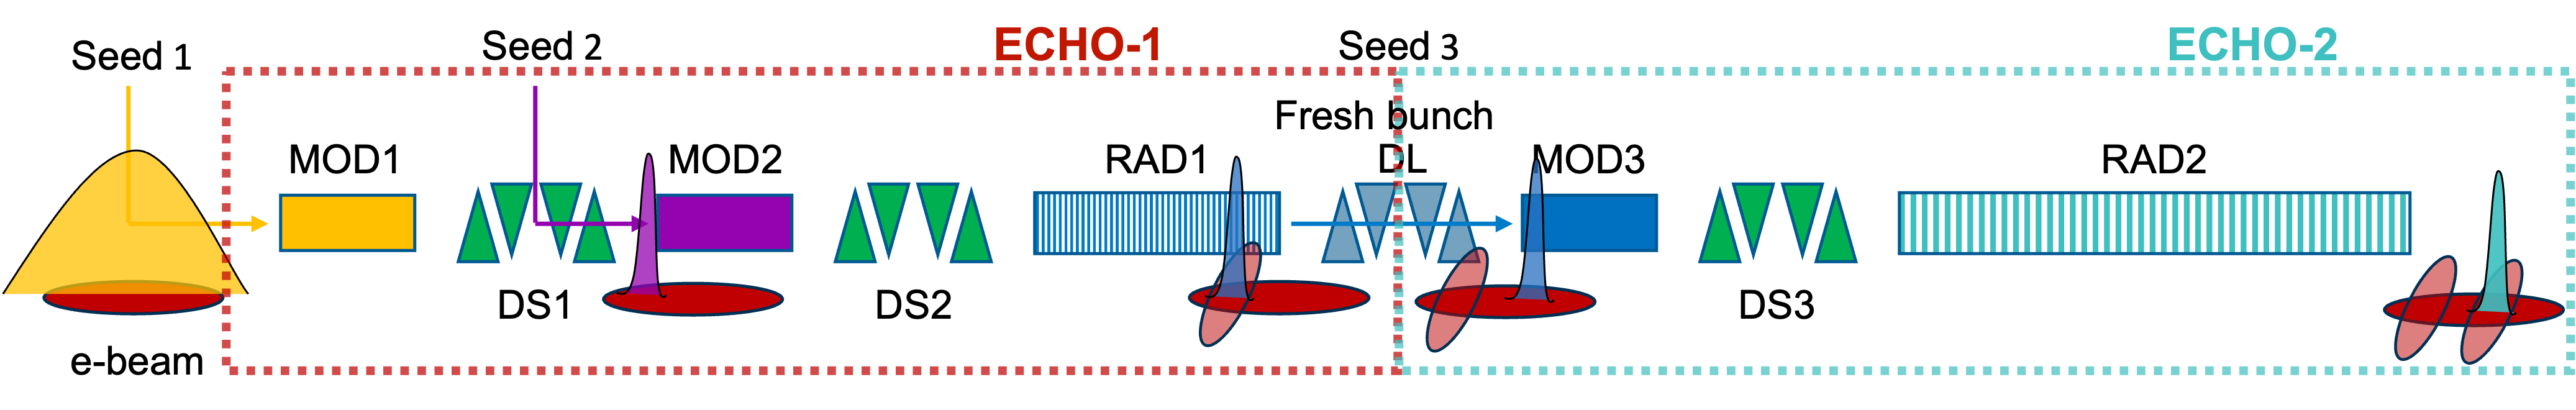 Seed 1
Seed 2
ECHO-1
Seed 3
ECHO-2
Fresh bunch
MOD1
MOD2
RAD1
DL
MOD3
RAD2
DS1
DS2
DS3
e-beam